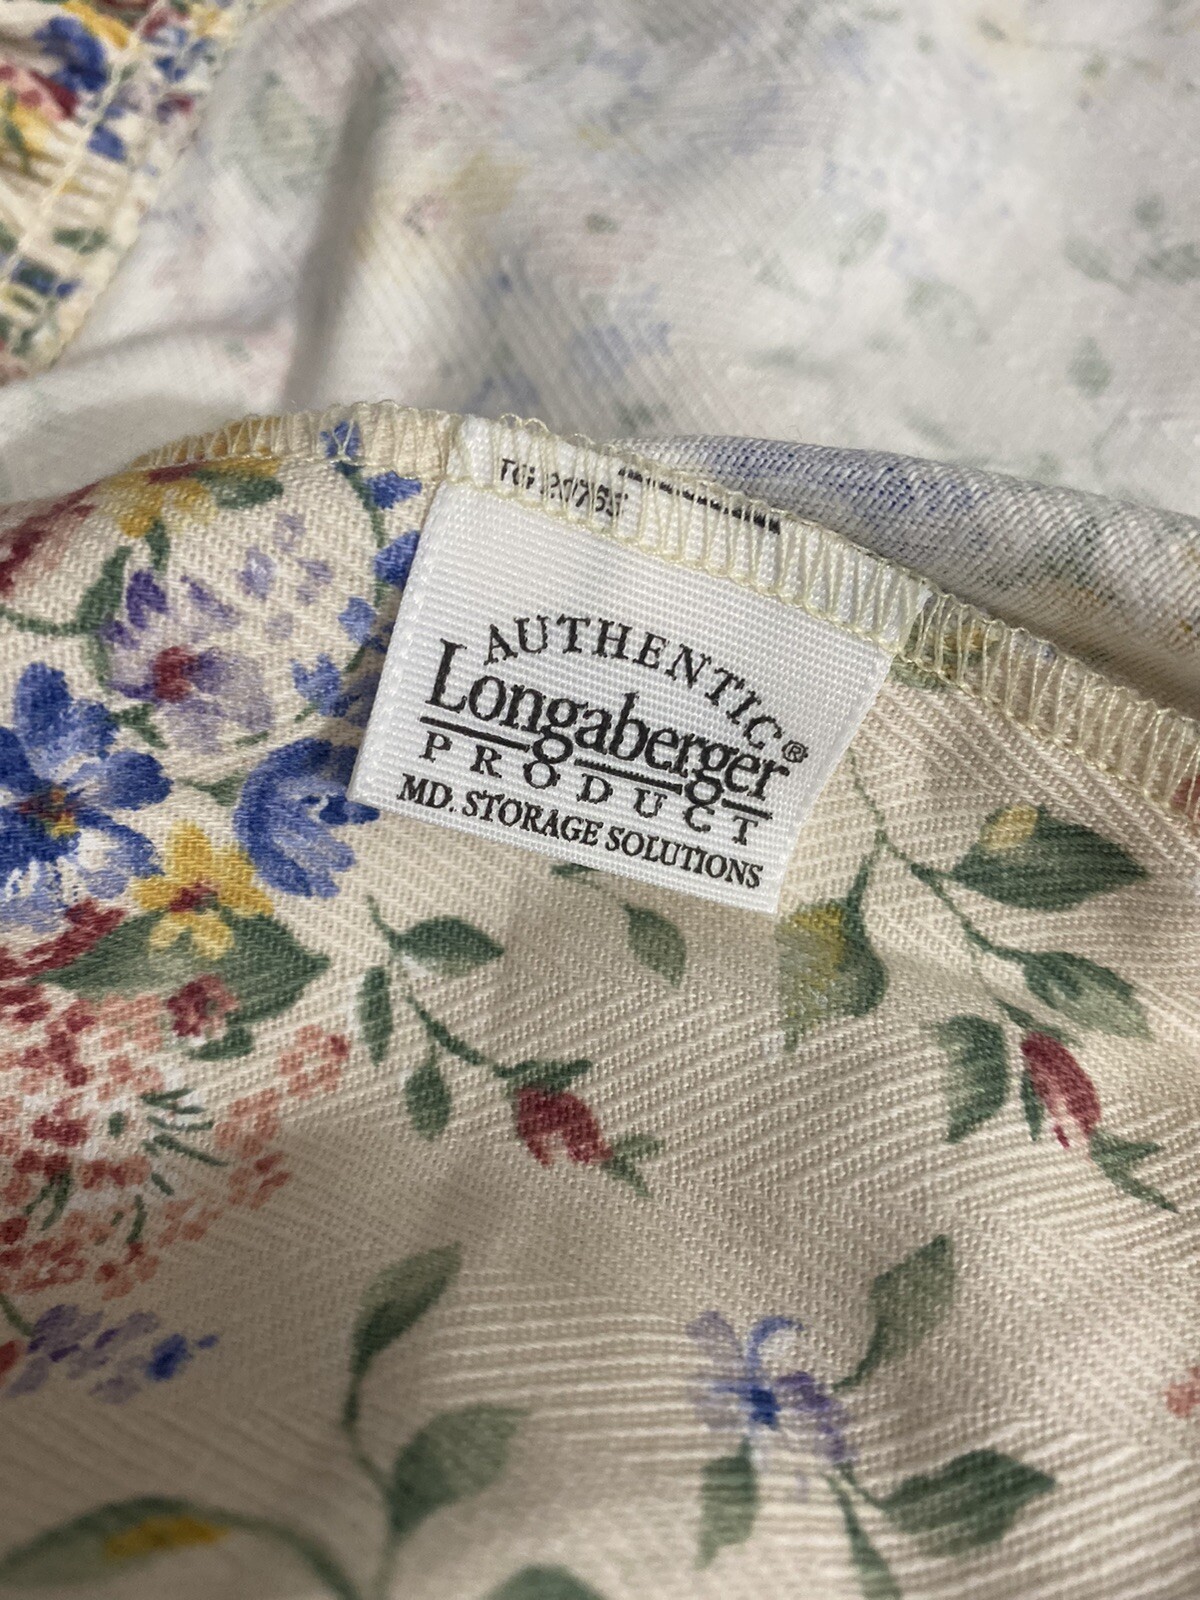 AUTHENTIC
Longaberger®
PRODUCT
MD. STORAGE SOLUTIONS